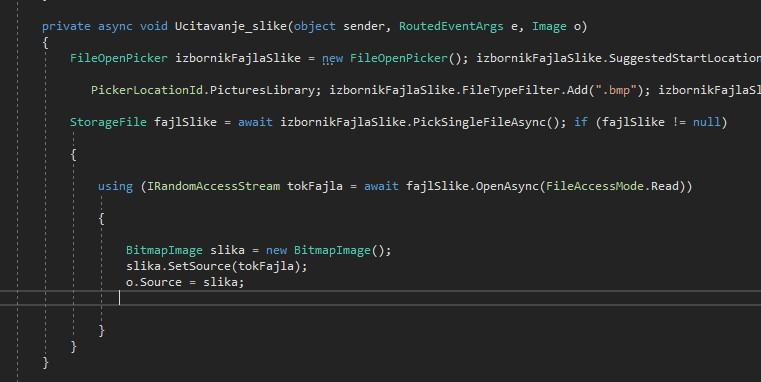 private async void Ucitavanje_slike(object sender, RoutedEventArgs e, Image o)
{
FileOpenPicker izbornikFajlaSlike = new FileOpenPicker(); izbornikFajlaSlike.SuggestedStartLocation
PickerLocationId.PicturesLibrary; izbornikFajlaSlike.FileTypeFilter.Add(".bmp"); izbornikFajlaSl
StorageFile fajlSlike = await izbornikFajlaSlike.PickSingleFileAsync(); if (fajlSlike != null)
{
using (IRandomAccessStream tokFajla = await fajlSlike.OpenAsync(FileAccessMode.Read))
{
BitmapImage slika = new BitmapImage();
slika.SetSource(tokFajla);
o.Source = slika;
}
}
}